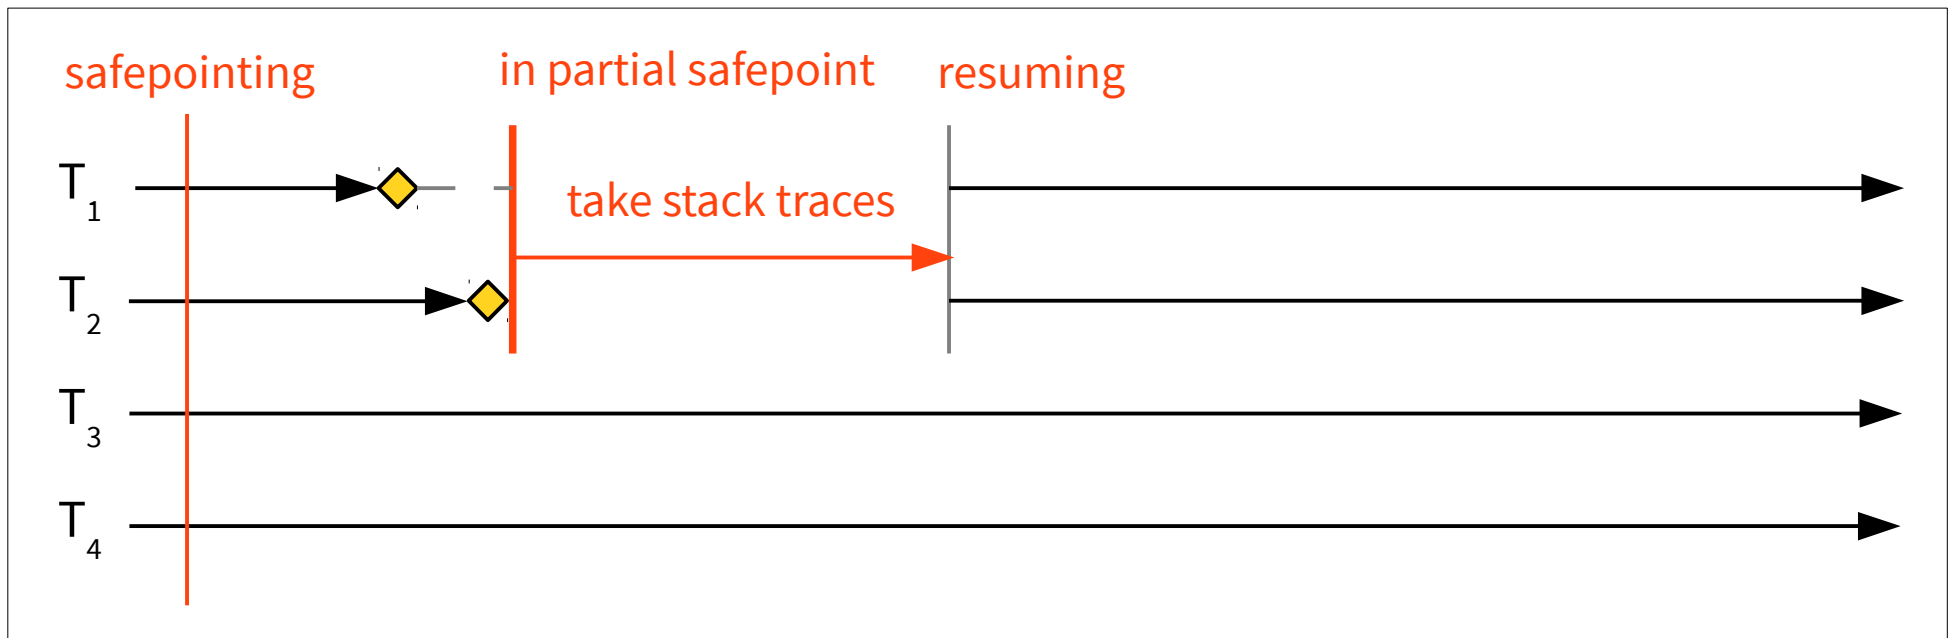 safepointing
in partial safepoint
resuming
T1
take stack traces
T2
T3
T4